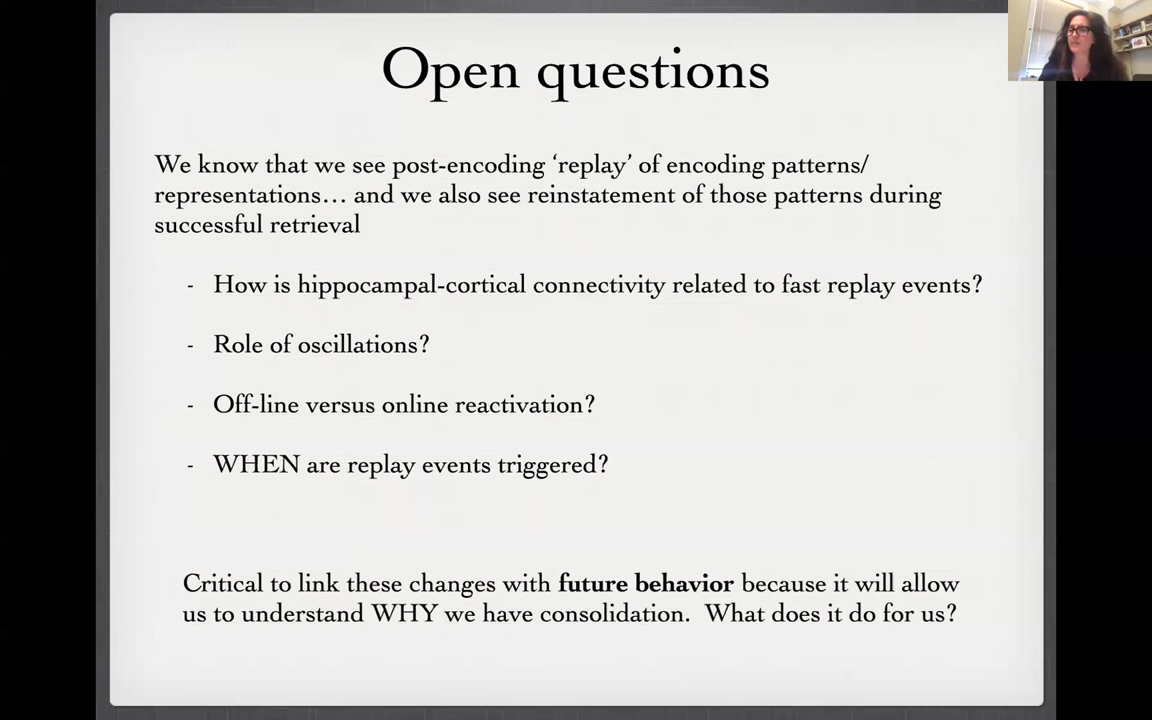 Open questions
We know that we see post-encoding ‘replay’ of encoding patterns/
representations… and we also see reinstatement of those patterns during
successful retrieval
- How is hippocampal-cortical connectivity related to fast replay events?
- Role of oscillations?
- Off-line versus online reactivation?
- WHEN are replay events triggered?
Critical to link these changes with future behavior because it will allow
us to understand WHY we have consolidation. What does it do for us?